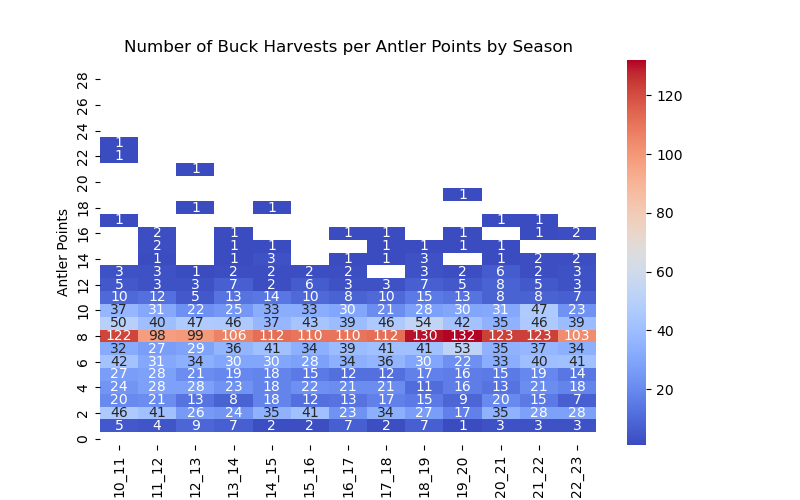 Number of Buck Harvests per Antler Points by Season
Antler Points
28
26
24
1
22 1
1
20
1
18 1 1
1 1 1
16 2 1 1 1 1 1 2
2 1 1 1 1 1 1
14 1 1 3 1 1 3 1 2 2
3 3 1 2 2 2 2 3 2 6 2 3
12 5 3 3 7 2 6 3 3 7 5 8 5 3
10 12 5 13 14 10 8 10 15 13 8 8 7
10 37 31 22 25 33 33 30 21 28 30 31 47 23
50 40 47 46 37 43 39 46 54 42 35 46 39
8 122 98 99 106 112 110 110 112 130 132 123 123 103
32 27 29 36 41 34 39 41 41 53 35 37 34
6 42 31 34 30 30 28 34 36 30 22 33 40 41
27 28 21 19 18 15 12 12 17 16 15 19 14
4 24 28 28 23 18 22 21 21 11 16 13 21 18
20 21 13 8 18 12 13 17 15 9 20 15 7
2 46 41 26 24 35 41 23 34 27 17 35 28 28
5 4 9 7 2 2 7 2 7 1 3 3 3
0
10_11 11_12 12_13 13_14 14_15 15_16 16_17 17_18 18_19 19_20 20_21 21_22 22_23
120
100
80
60
40
20